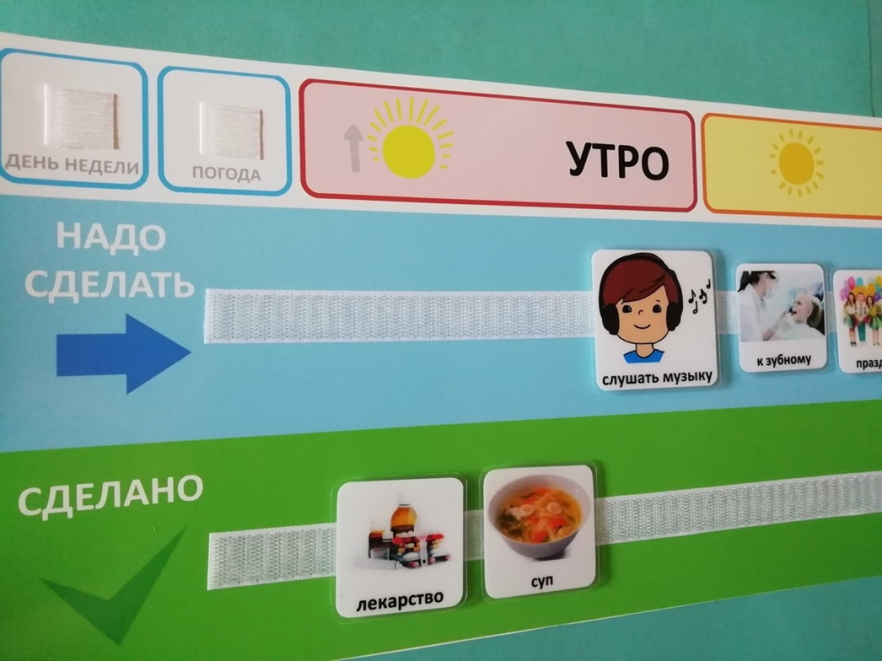 ДЕНЬ НЕДЕЛИ
ПОГОДА
УТРО
НАДО
СДЕЛАТЬ
слушать музыку
к зубному
СДЕЛАНО
лекарство
суп